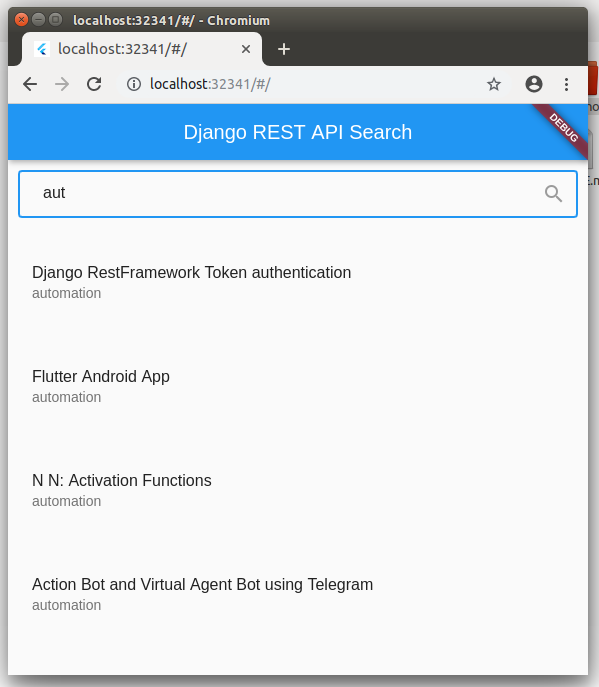 localhost:32341/#/ - Chromium
localhost:32341/#/
localhost:32341/#/
Django REST API Search
DEBUG
aut
Django RestFramework Token authentication
automation
Flutter Android App
automation
N N: Activation Functions
automation
Action Bot and Virtual Agent Bot using Telegram
automation